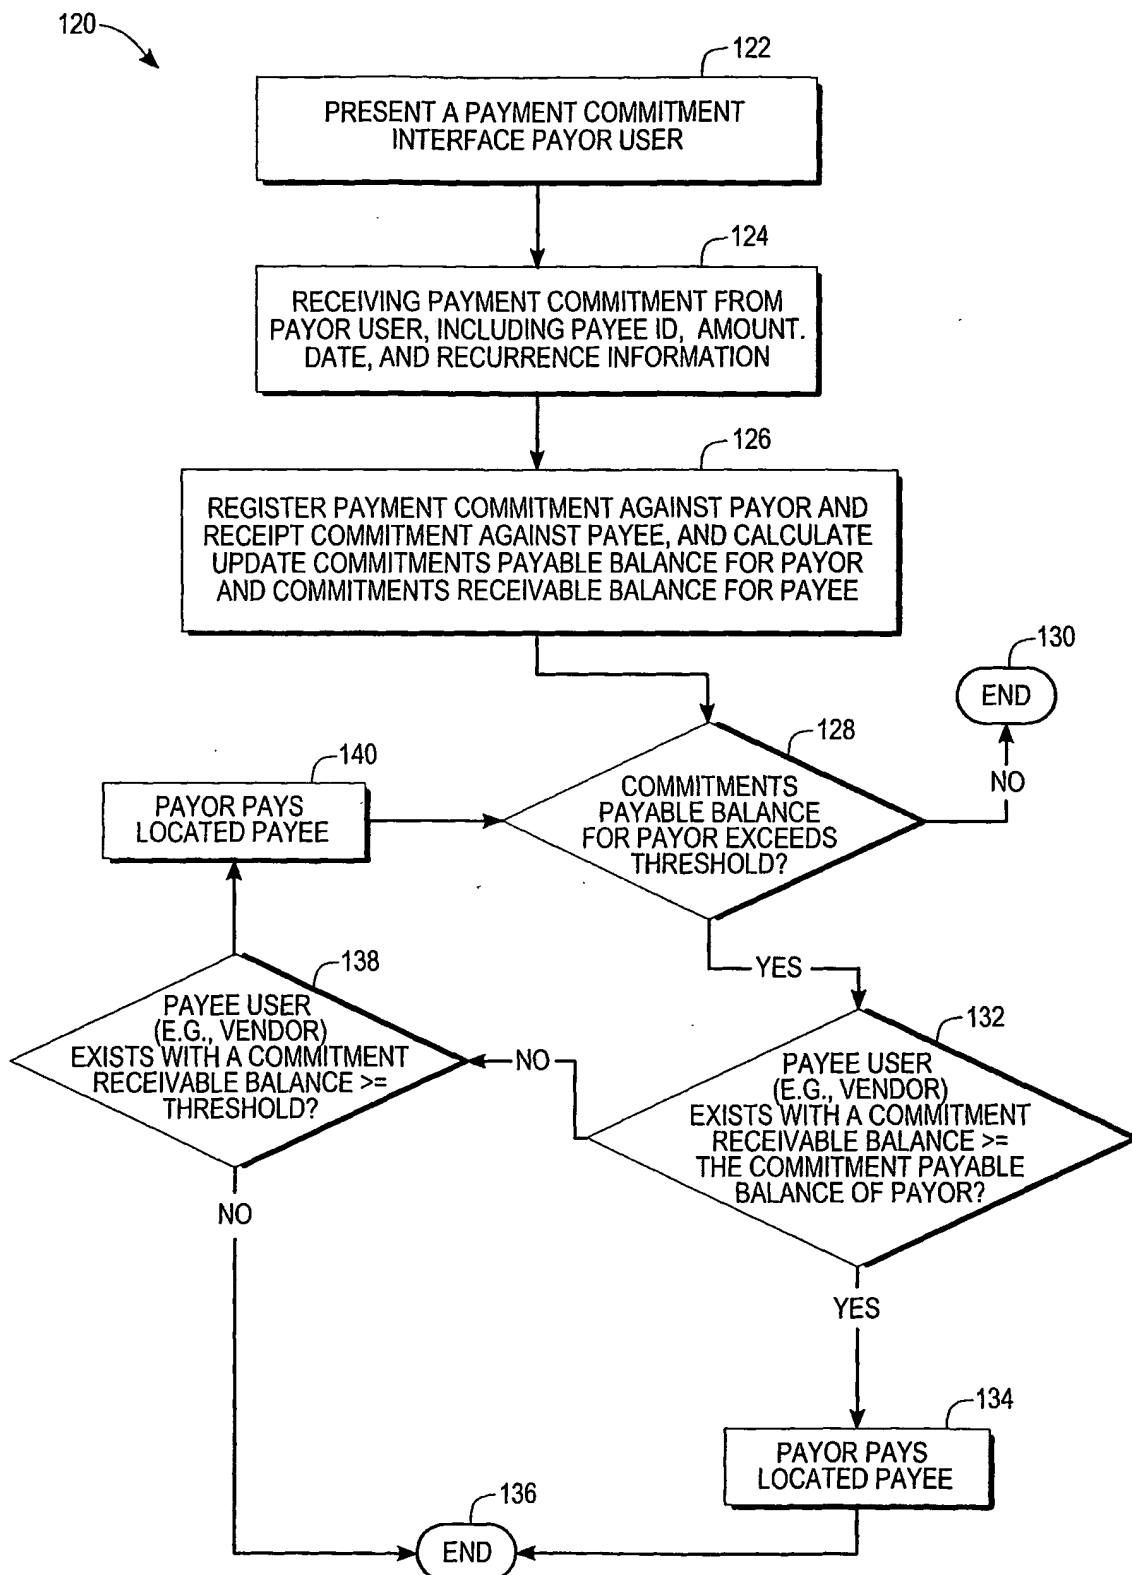 120
122
PRESENT A PAYMENT COMMITMENT
INTERFACE PAYOR USER
124
RECEIVING PAYMENT COMMITMENT FROM
PAYOR USER, INCLUDING PAYEE ID, AMOUNT.
DATE, AND RECURRENCE INFORMATION
126
REGISTER PAYMENT COMMITMENT AGAINST PAYOR AND
RECEIPT COMMITMENT AGAINST PAYEE, AND CALCULATE
UPDATE COMMITMENTS PAYABLE BALANCE FOR PAYOR
AND COMMITMENTS RECEIVABLE BALANCE FOR PAYEE
130
END
NO
128
COMMITMENTS
PAYABLE BALANCE
FOR PAYOR EXCEEDS
THRESHOLD?
YES
140
PAYOR PAYS
LOCATED PAYEE
138
PAYEE USER
(E.G., VENDOR)
EXISTS WITH A COMMITMENT
RECEIVABLE BALANCE >=
THRESHOLD?
NO
132
PAYEE USER
(E.G., VENDOR)
EXISTS WITH A COMMITMENT
RECEIVABLE BALANCE >=
THE COMMITMENT PAYABLE
BALANCE OF PAYOR?
NO
YES
134
PAYOR PAYS
LOCATED PAYEE
136
END